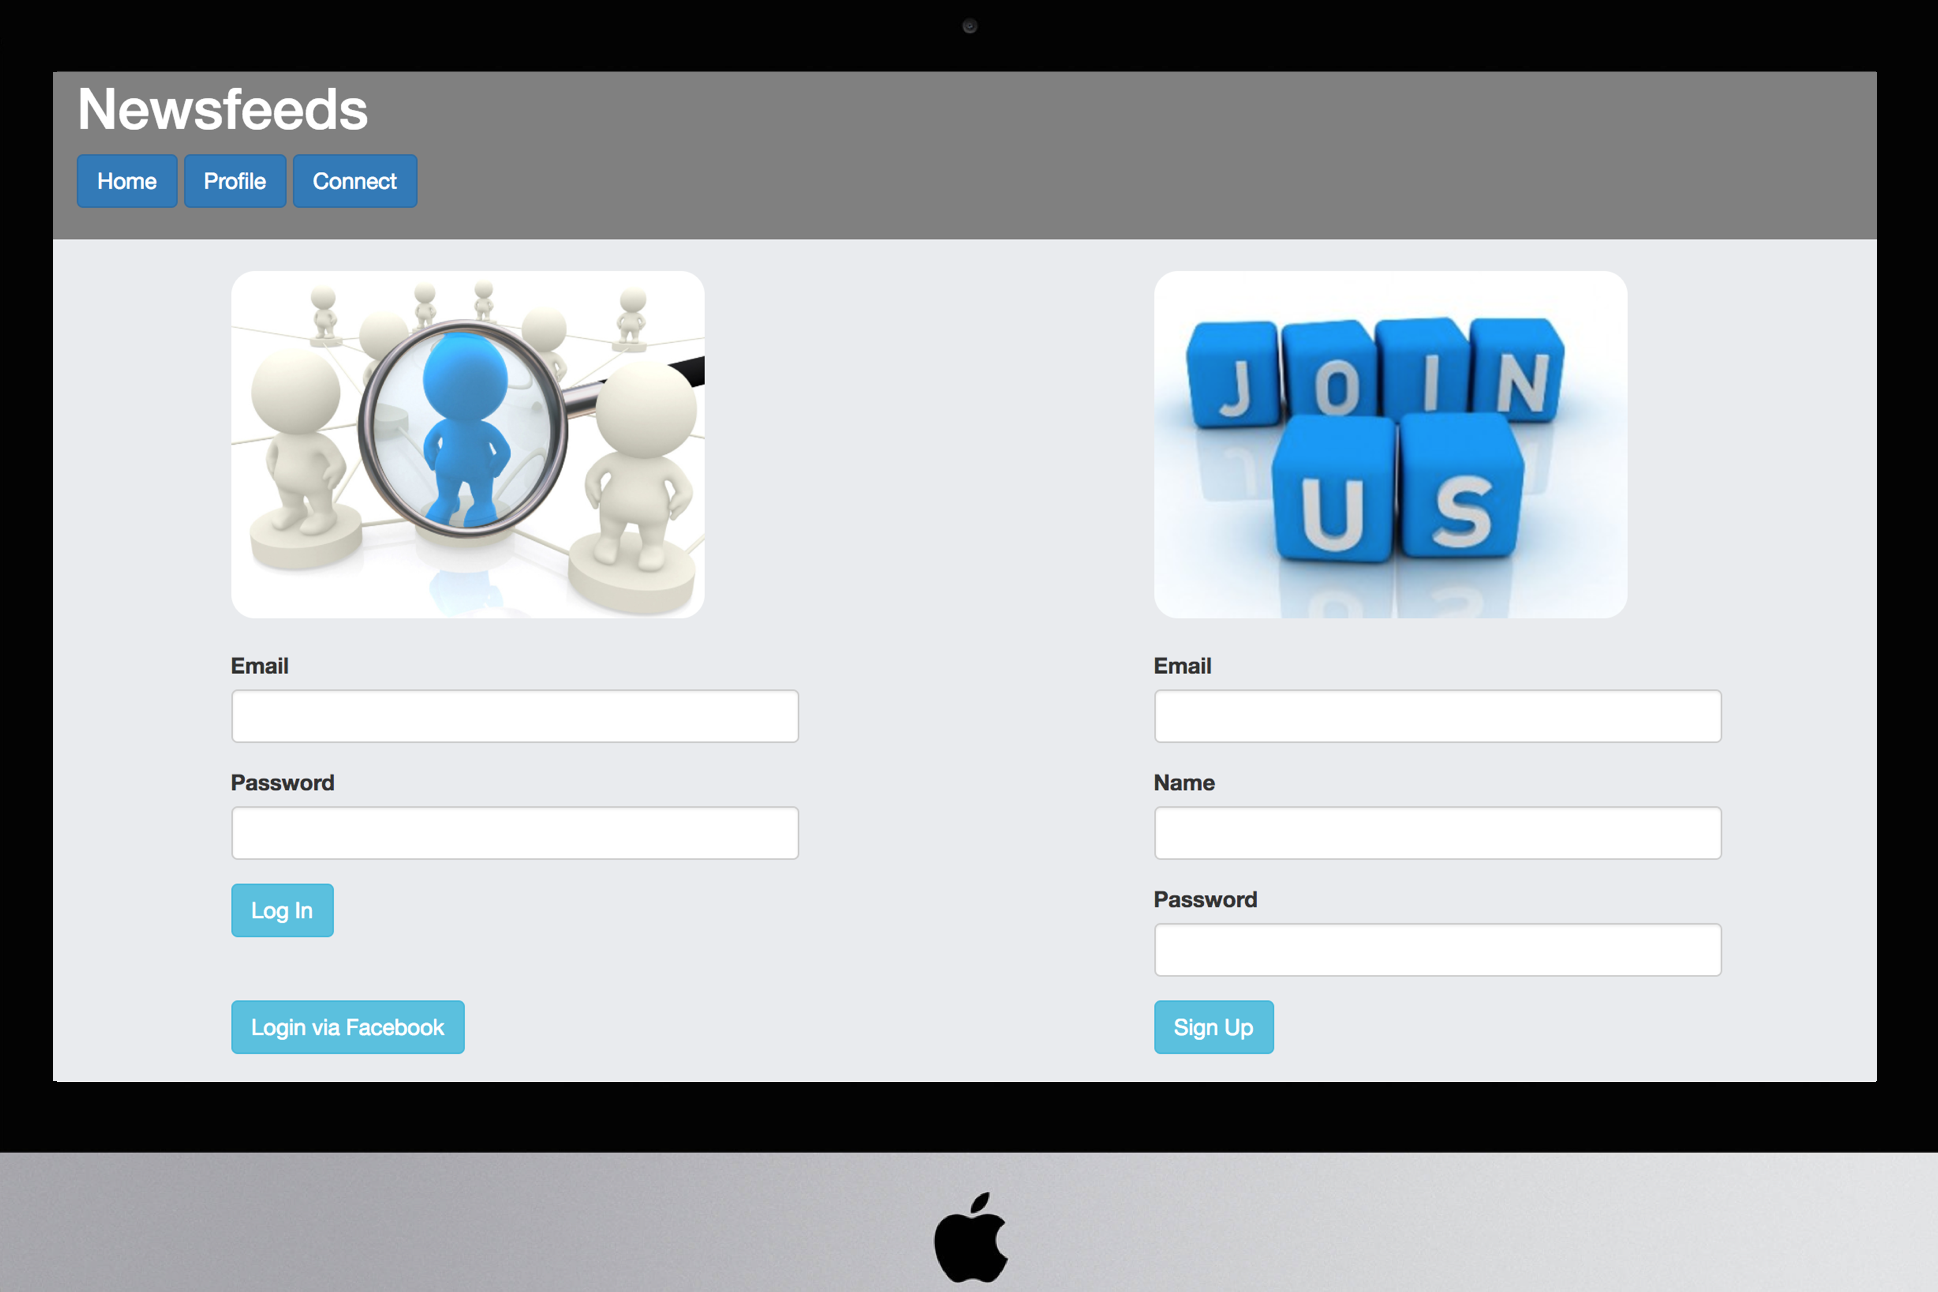 Newsfeeds
Home Profile Connect
JOIN
US
Email
Password
Log In
Login via Facebook
Email
Name
Password
Sign Up